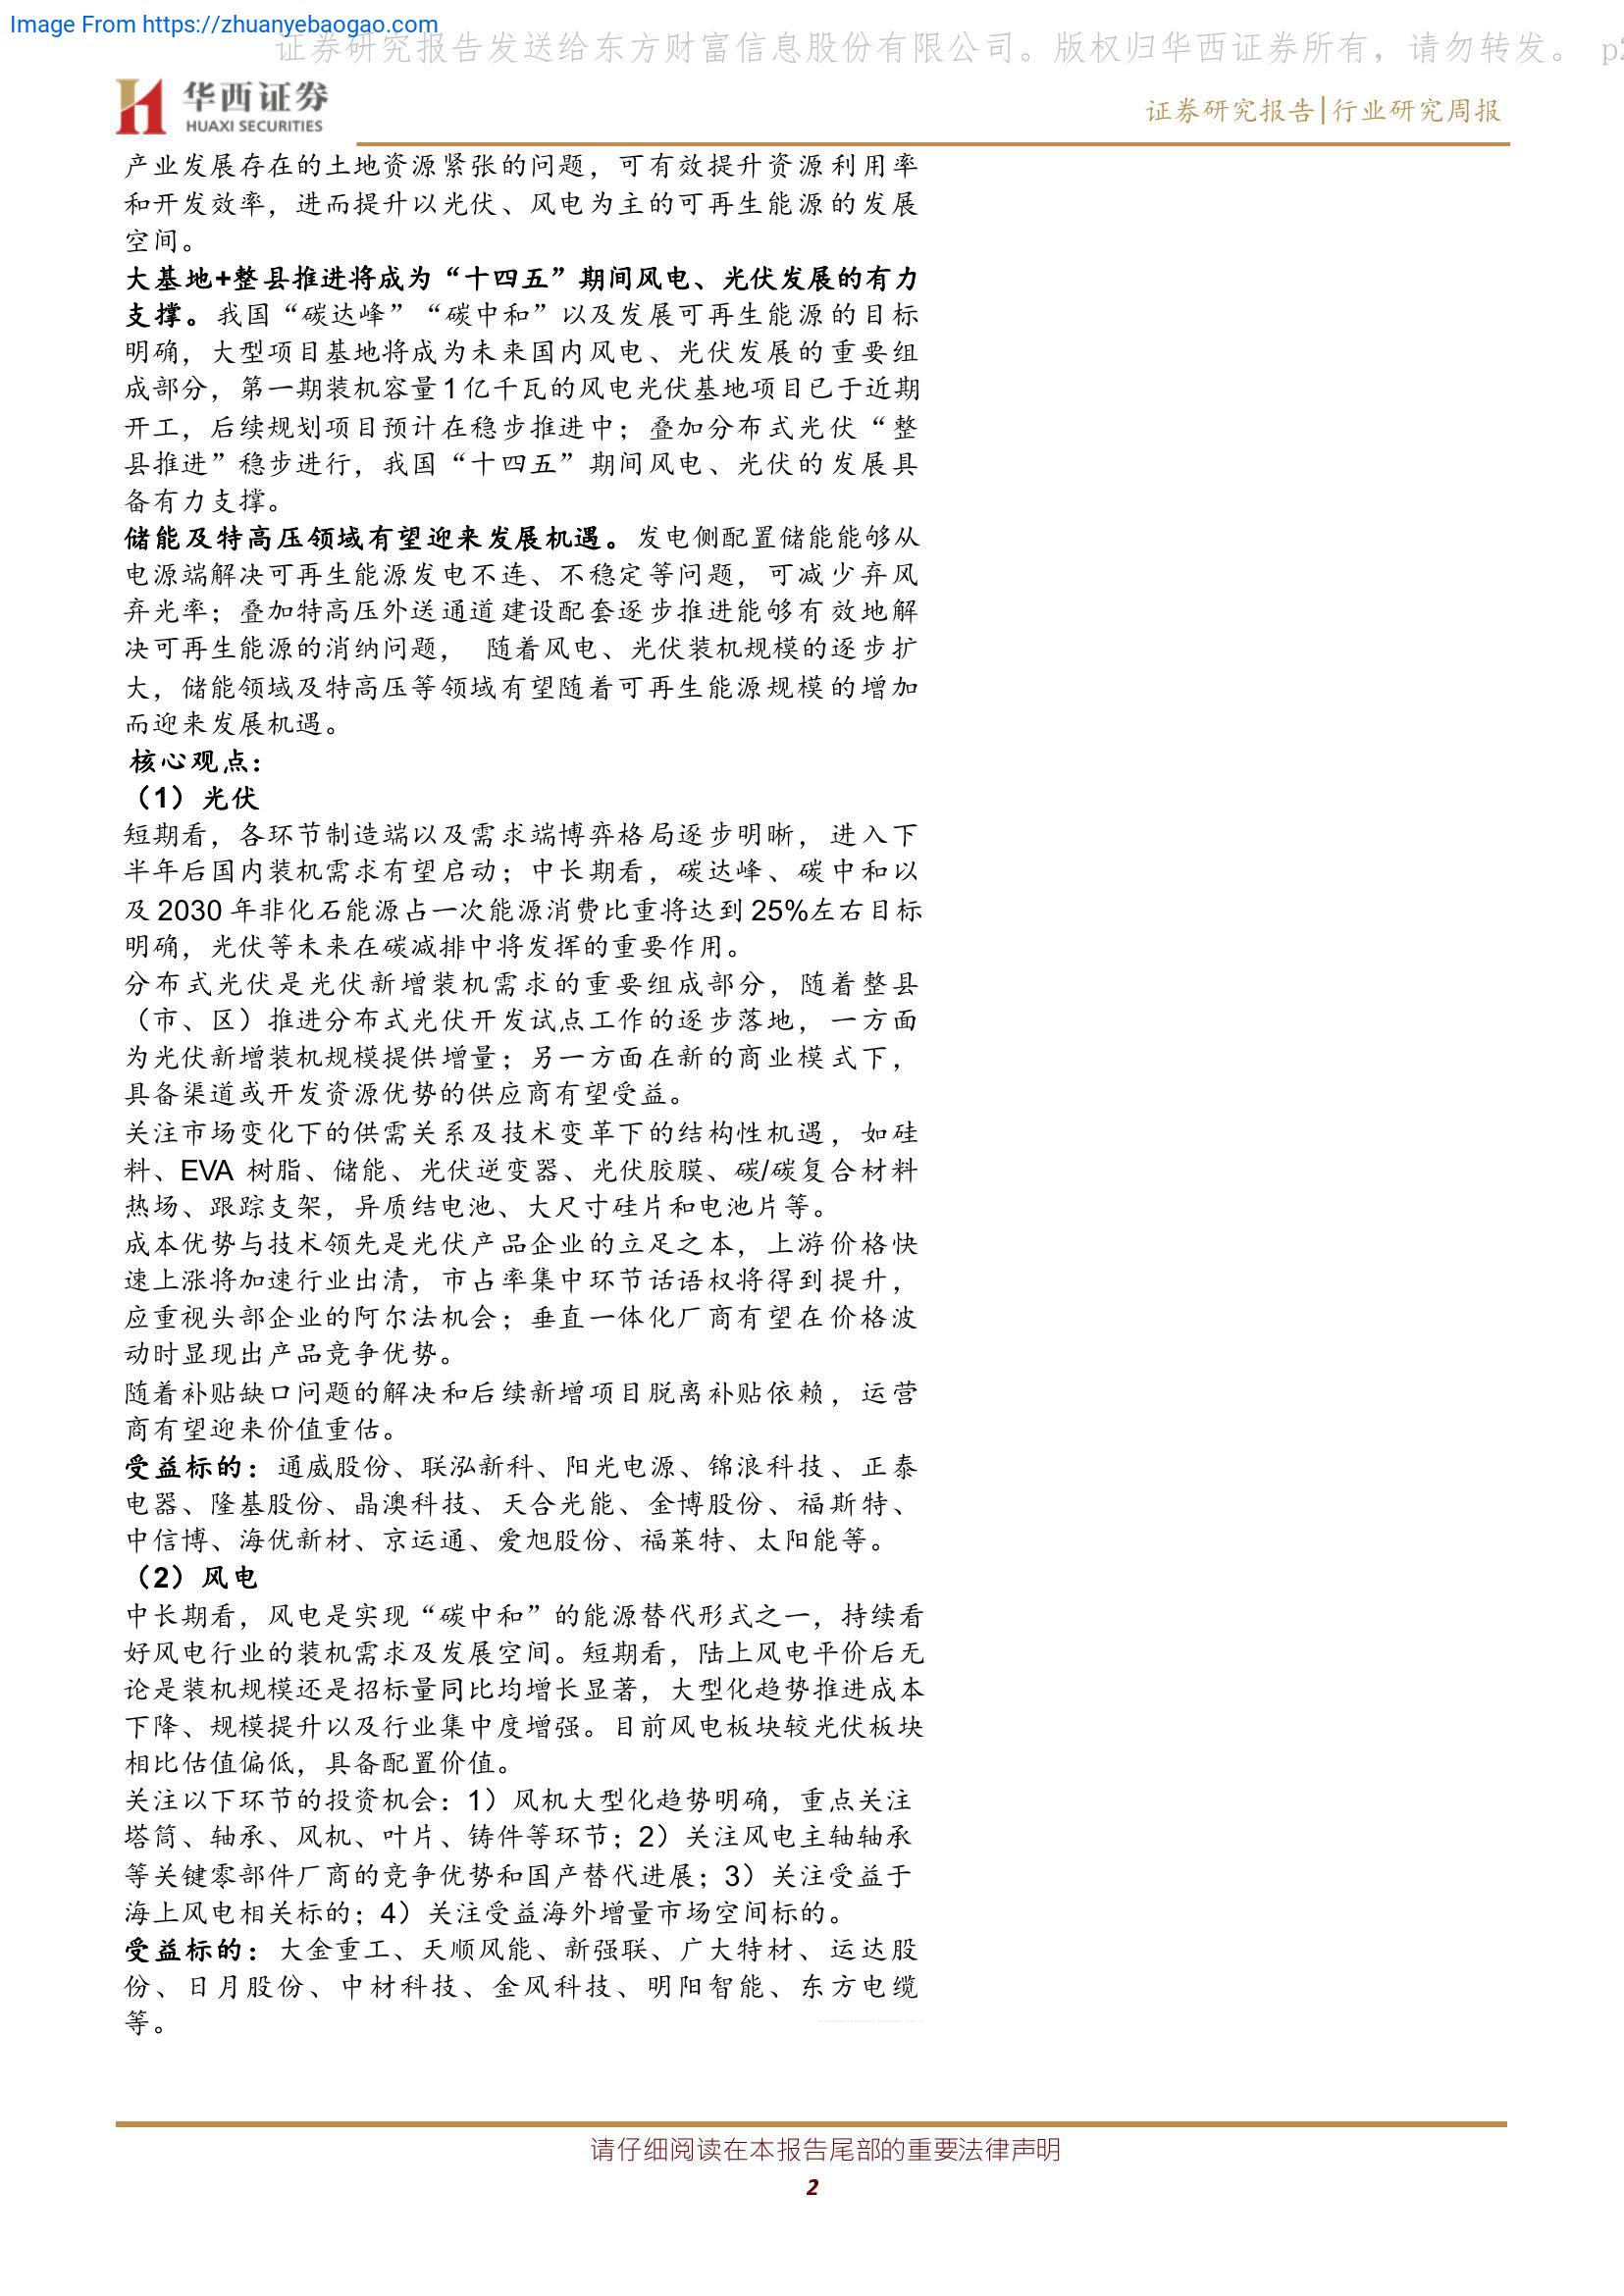 Image From https://zhuanyebaogao.com
证券研究报告发送给东方财富信息股份有限公司。版权归华西证券所有，请勿转发。 p2
华西证券
HUAXI SECURITIES
证券研究报告|行业研究周报
产业发展存在的土地资源紧张的问题，可有效提升资源利用率
和开发效率，进而提升以光伏、风电为主的可再生能源的发展
空间。
大基地+整县推进将成为“十四五”期间风电、光伏发展的有力
支撑。我国“碳达峰”“碳中和”以及发展可再生能源的目标
明确，大型项目基地将成为未来国内风电、光伏发展的重要组
成部分，第一期装机容量1亿千瓦的风电光伏基地项目已于近期
开工，后续规划项目预计在稳步推进中；叠加分布式光伏“整
县推进”稳步进行，我国“十四五”期间风电、光伏的发展具
备有力支撑。
储能及特高压领域有望迎来发展机遇。发电侧配置储能能够从
电源端解决可再生能源发电不连、不稳定等问题，可减少弃风
弃光率；叠加特高压外送通道建设配套逐步推进能够有效地解
决可再生能源的消纳问题， 随着风电、光伏装机规模的逐步扩
大，储能领域及特高压等领域有望随着可再生能源规模的增加
而迎来发展机遇。
核心观点：
（1）光伏
短期看，各环节制造端以及需求端博弈格局逐步明晰，进入下
半年后国内装机需求有望启动；中长期看，碳达峰、碳中和以
及 2030 年非化石能源占一次能源消费比重将达到 25%左右目标
明确，光伏等未来在碳减排中将发挥的重要作用。
分布式光伏是光伏新增装机需求的重要组成部分，随着整县
（市、区）推进分布式光伏开发试点工作的逐步落地，一方面
为光伏新增装机规模提供增量；另一方面在新的商业模式下，
具备渠道或开发资源优势的供应商有望受益。
关注市场变化下的供需关系及技术变革下的结构性机遇，如硅
料、EVA 树脂、储能、光伏逆变器、光伏胶膜、碳/碳复合材料
热场、跟踪支架，异质结电池、大尺寸硅片和电池片等。
成本优势与技术领先是光伏产品企业的立足之本，上游价格快
速上涨将加速行业出清，市占率集中环节话语权将得到提升，
应重视头部企业的阿尔法机会；垂直一体化厂商有望在价格波
动时显现出产品竞争优势。
随着补贴缺口问题的解决和后续新增项目脱离补贴依赖，运营
商有望迎来价值重估。
受益标的：通威股份、联泓新科、阳光电源、锦浪科技、正泰
电器、隆基股份、晶澳科技、天合光能、金博股份、福斯特、
中信博、海优新材、京运通、爱旭股份、福莱特、太阳能等。
（2）风电
中长期看，风电是实现“碳中和”的能源替代形式之一，持续看
好风电行业的装机需求及发展空间。短期看，陆上风电平价后无
论是装机规模还是招标量同比均增长显著，大型化趋势推进成本
下降、规模提升以及行业集中度增强。目前风电板块较光伏板块
相比估值偏低，具备配置价值。
关注以下环节的投资机会：1）风机大型化趋势明确，重点关注
塔筒、轴承、风机、叶片、铸件等环节；2）关注风电主轴轴承
等关键零部件厂商的竞争优势和国产替代进展；3）关注受益于
海上风电相关标的；4）关注受益海外增量市场空间标的。
受益标的：大金重工、天顺风能、新强联、广大特材、运达股
份、日月股份、中材科技、金风科技、明阳智能、东方电缆
等。
请仔细阅读在本报告尾部的重要法律声明
2